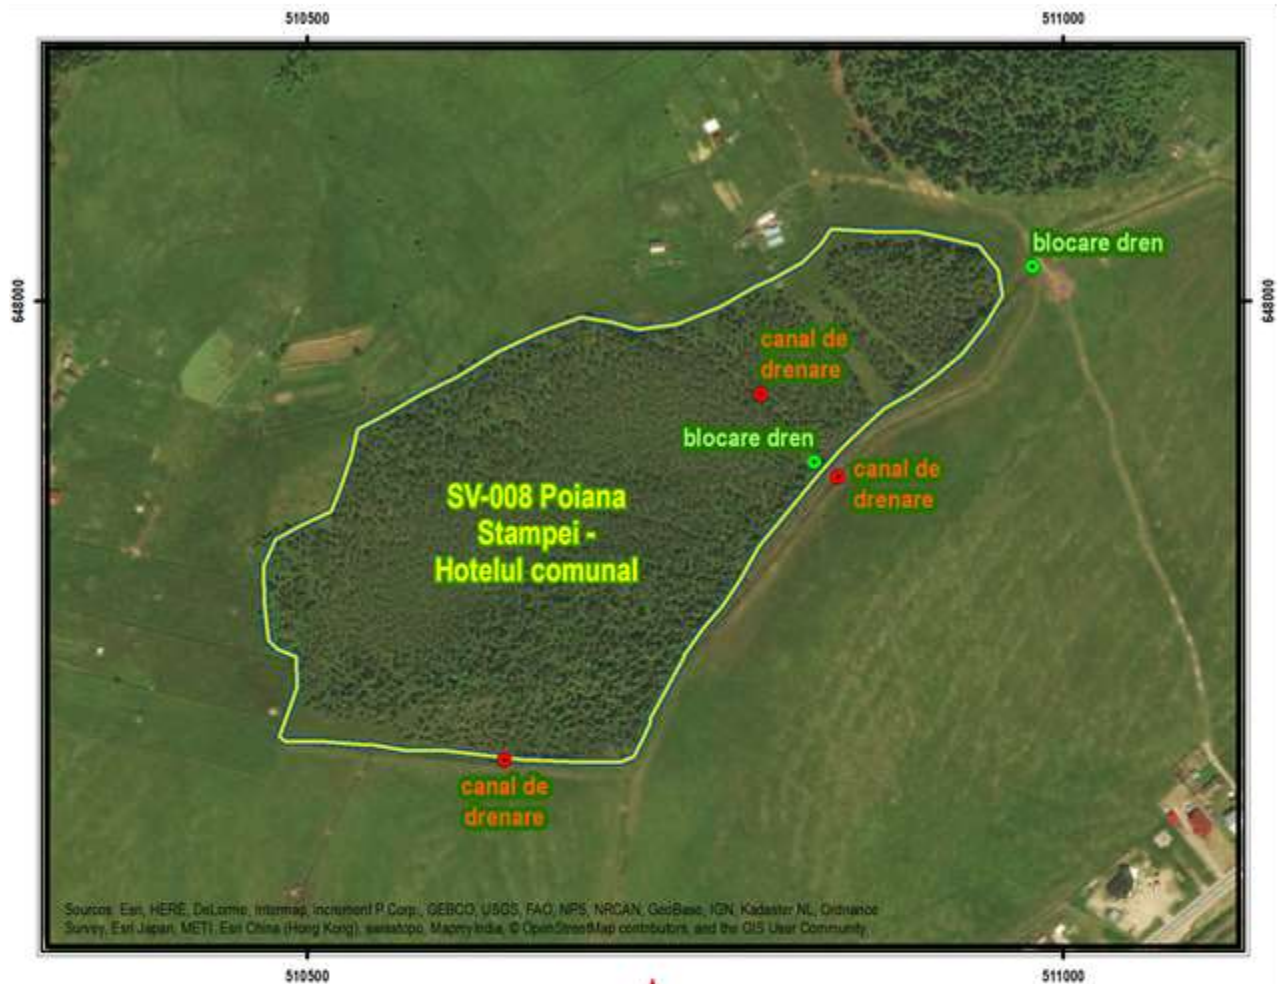 510500
511000
blocare dren
648000
648000
canal de
drenare
blocare dren
canal de
drenare
SV-008 Poiana
Stampei -
Hotelul comunal
canal de
drenare
Sources: Esri, HERE, DeLorme, Intermap, increment P Corp., GEBCO, USGS, FAO, NPS, NRCAN, GeoBase, IGN, Kadaster NL, Ordnance
Survey, Esri Japan, METI, Esri China (Hong Kong), swisstopo, MapmyIndia, © OpenStreetMap contributors, and the GIS User Community
510500
511000